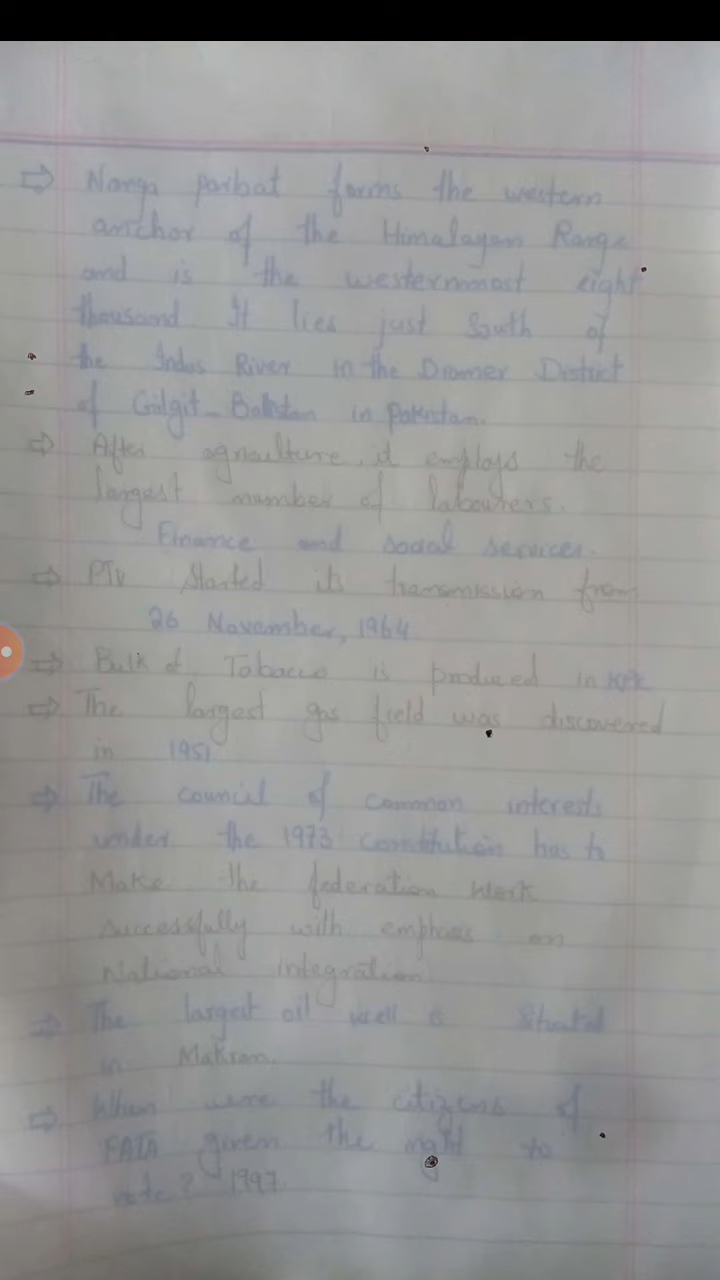 ⇨ Nanga parbat forms the western
anchor of the Himalayan Range
and is the westernmost eight
thousand It lies just South of
the Indus River in the Diamer District
of Gilgit-Baltistan in pakistan.
⇨ After agriculture, it employs the
largest number of labourers.
Finance and social services.
⇨ PTV Started its transmission from
26 November, 1964
⇨ Bulk of Tobacco is produced in KPK
⇨ The largest gas field was discovered
in 1951
⇨ The council of common interests
under the 1973 constitution has to
Make the federation work
successfully with emphasis on
National integration
⇨ The largest oil well is
in Makran.
⇨ When were the citizens of
FATA given the right to
vote? 1997.